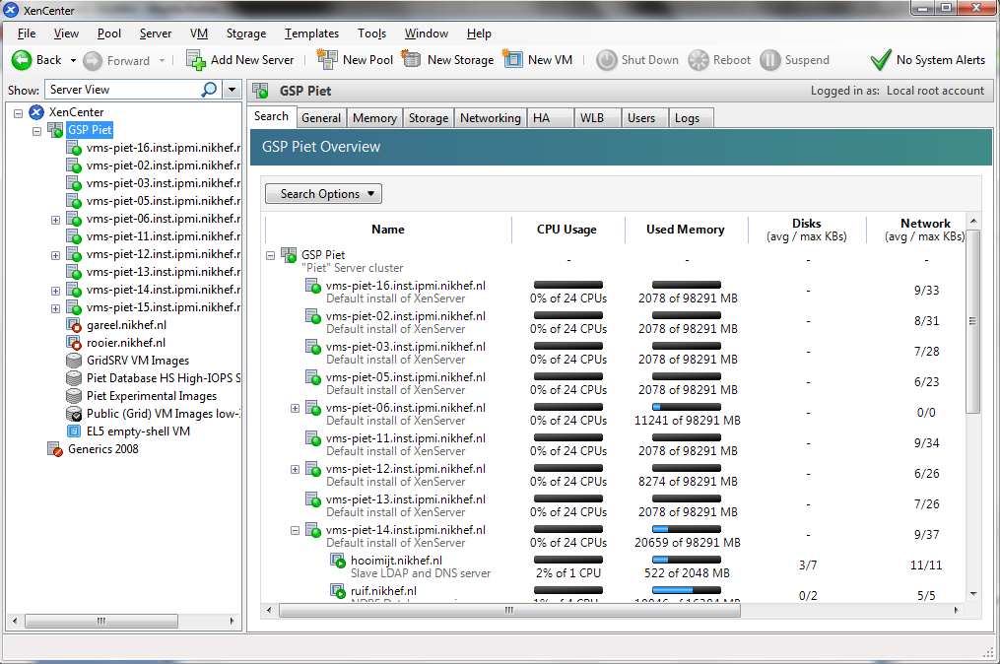 XenCenter
File View Pool Server VM Storage Templates Tools Window Help
Back Forward Add New Server New Pool New Storage New VM Shut Down Reboot Suspend No System Alerts
Show: Server View
XenCenter
GSP Piet
vms-piet-16.inst.ipmi.nikhef.r
vms-piet-02.inst.ipmi.nikhef.r
vms-piet-03.inst.ipmi.nikhef.r
vms-piet-05.inst.ipmi.nikhef.r
vms-piet-06.inst.ipmi.nikhef.r
vms-piet-11.inst.ipmi.nikhef.r
vms-piet-12.inst.ipmi.nikhef.r
vms-piet-13.inst.ipmi.nikhef.r
vms-piet-14.inst.ipmi.nikhef.r
vms-piet-15.inst.ipmi.nikhef.r
gareel.nikhef.nl
rooier.nikhef.nl
GridSRV VM Images
Piet Database HS High-IOPS S
Piet Experimental Images
Public (Grid) VM Images low-
EL5 empty-shell VM
Generics 2008
GSP Piet Logged in as: Local root account
Search General Memory Storage Networking HA WLB Users Logs
GSP Piet Overview
Search Options
Name CPU Usage Used Memory Disks Network
(avg / max KBs) (avg / max KBs)
GSP Piet - - - -
"Piet" Server cluster
vms-piet-16.inst.ipmi.nikhef.nl - 9/33
Default install of XenServer 0% of 24 CPUs 2078 of 98291 MB
vms-piet-02.inst.ipmi.nikhef.nl - 8/31
Default install of XenServer 0% of 24 CPUs 2078 of 98291 MB
vms-piet-03.inst.ipmi.nikhef.nl - 7/28
Default install of XenServer 0% of 24 CPUs 2078 of 98291 MB
vms-piet-05.inst.ipmi.nikhef.nl - 6/23
Default install of XenServer 0% of 24 CPUs 2078 of 98291 MB
vms-piet-06.inst.ipmi.nikhef.nl - 0/0
Default install of XenServer 0% of 24 CPUs 11241 of 98291 MB
vms-piet-11.inst.ipmi.nikhef.nl - 9/34
Default install of XenServer 0% of 24 CPUs 2078 of 98291 MB
vms-piet-12.inst.ipmi.nikhef.nl - 6/26
Default install of XenServer 0% of 24 CPUs 8274 of 98291 MB
vms-piet-13.inst.ipmi.nikhef.nl - 7/26
Default install of XenServer 0% of 24 CPUs 2078 of 98291 MB
vms-piet-14.inst.ipmi.nikhef.nl - 9/37
Default install of XenServer 0% of 24 CPUs 20659 of 98291 MB
hooimijt.nikhef.nl 3/7 11/11
Slave LDAP and DNS server 2% of 1 CPU 522 of 2048 MB
ruif.nikhef.nl 0/2 5/5